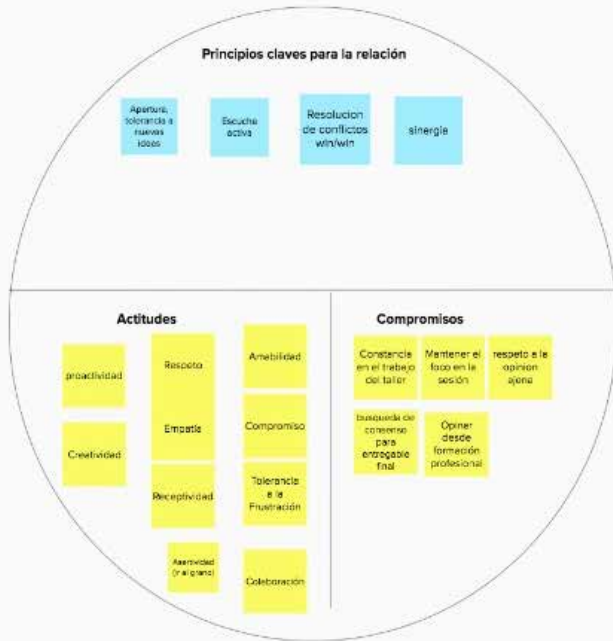 Principios claves para la relación
Apertura,
tolerancia a
nuevas
ideas
Escucha
activa
Resolucion
de conflictos
win/win
sinergia
Actitudes
proactividad
Creatividad
Respeto
Empatía
Receptividad
Asertividad
(ir al grano)
Amabilidad
Compromiso
Tolerancia
a la
Frustración
Colaboración
Compromisos
Constancia
en el trabajo
del taller
Mantener el
foco en la
sesión
respeto a la
opinion
ajena
busqueda de
consenso
para
entregable
final
Opinar
desde
formación
profesional